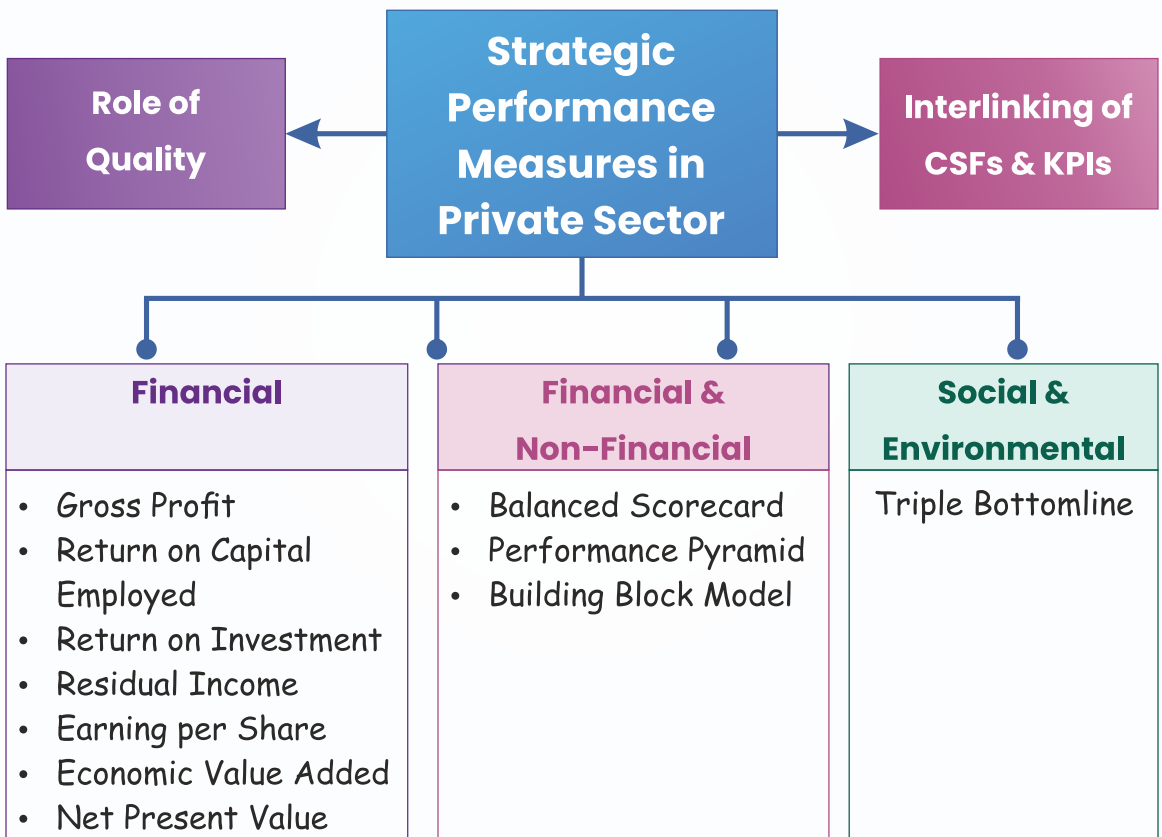 Strategic
Performance
Measures in
Private Sector
Role of
Quality
Interlinking of
CSFs & KPIs
Financial
• Gross Profit
• Return on Capital
Employed
• Return on Investment
• Residual Income
• Earning per Share
• Economic Value Added
• Net Present Value
Financial &
Non-Financial
• Balanced Scorecard
• Performance Pyramid
• Building Block Model
Social &
Environmental
Triple Bottomline